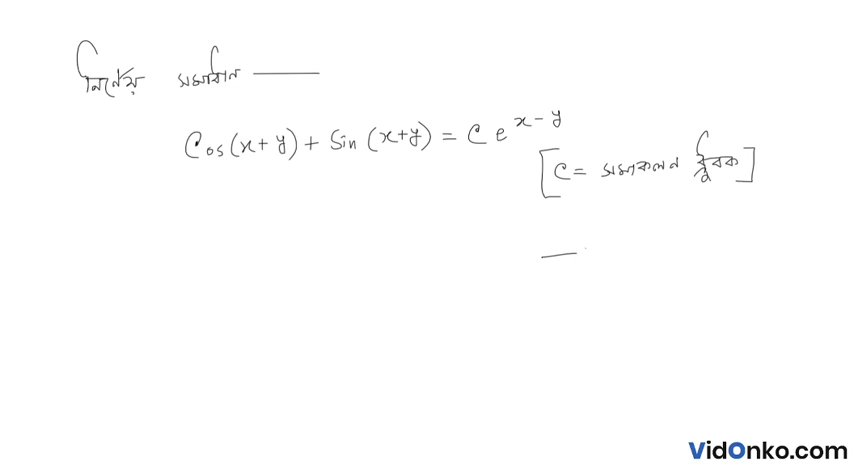 নির্ণেয় সমাধান ———
Cos(x+y) + Sin(x+y) = C e^{x-y}
[C = সমাকলন ধ্রুবক]
VidOnko.com